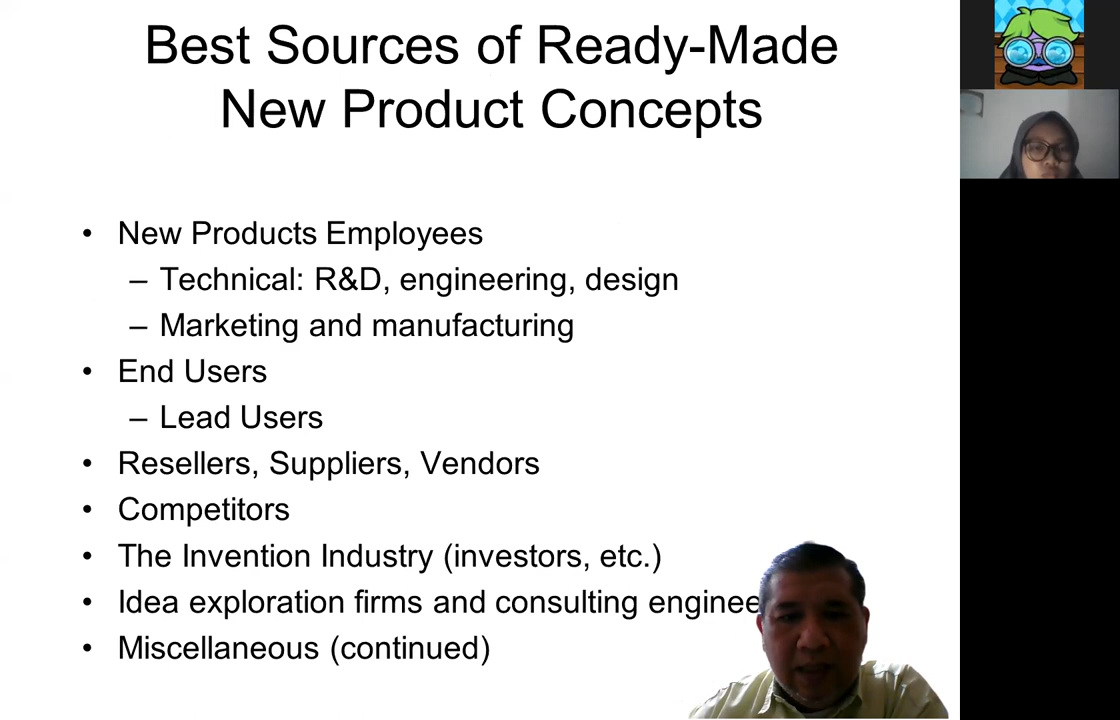 Best Sources of Ready-Made
New Product Concepts
• New Products Employees
– Technical: R&D, engineering, design
– Marketing and manufacturing
• End Users
– Lead Users
• Resellers, Suppliers, Vendors
• Competitors
• The Invention Industry (investors, etc.)
• Idea exploration firms and consulting
• Miscellaneous (continued)